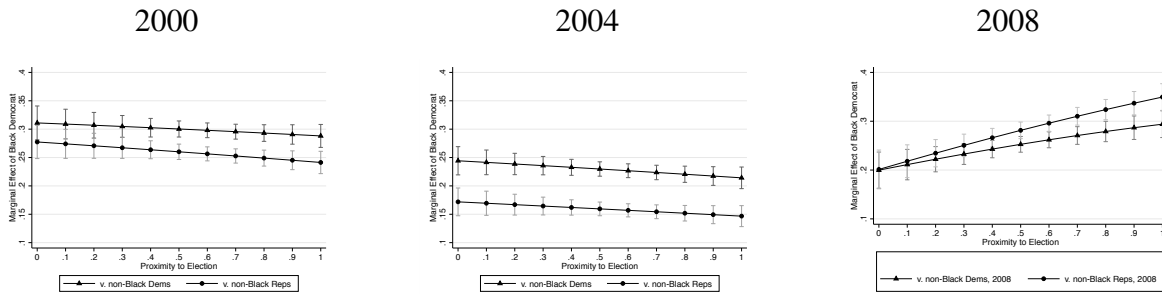 2000
2004
2008
Marginal Effect of Black Democrat
.4
.35
.3
.25
.2
.15
.1
0 .1 .2 .3 .4 .5 .6 .7 .8 .9 1
Proximity to Election
v. non-Black Dems
v. non-Black Reps
Marginal Effect of Black Democrat
.4
.35
.3
.25
.2
.15
.1
0 .1 .2 .3 .4 .5 .6 .7 .8 .9 1
Proximity to Election
v. non-Black Dems
v. non-Black Reps
Marginal Effect of Black Democrat
.4
.3
.2
.1
0 .1 .2 .3 .4 .5 .6 .7 .8 .9 1
Proximity to Election
v. non-Black Dems, 2008
v. non-Black Reps, 2008